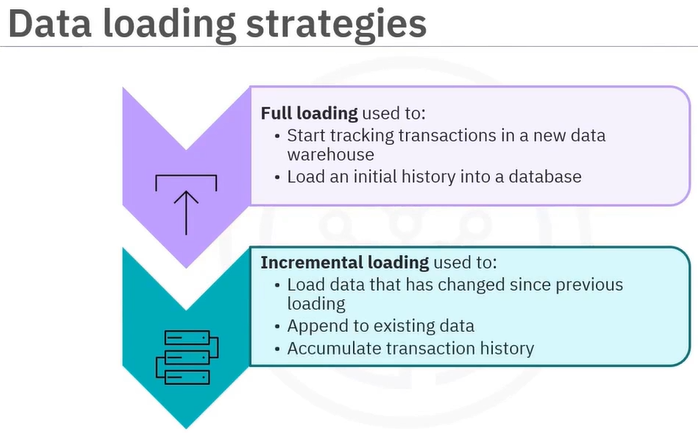 Data loading strategies
Full loading used to:
• Start tracking transactions in a new data
warehouse
• Load an initial history into a database
Incremental loading used to:
• Load data that has changed since previous
loading
• Append to existing data
• Accumulate transaction history